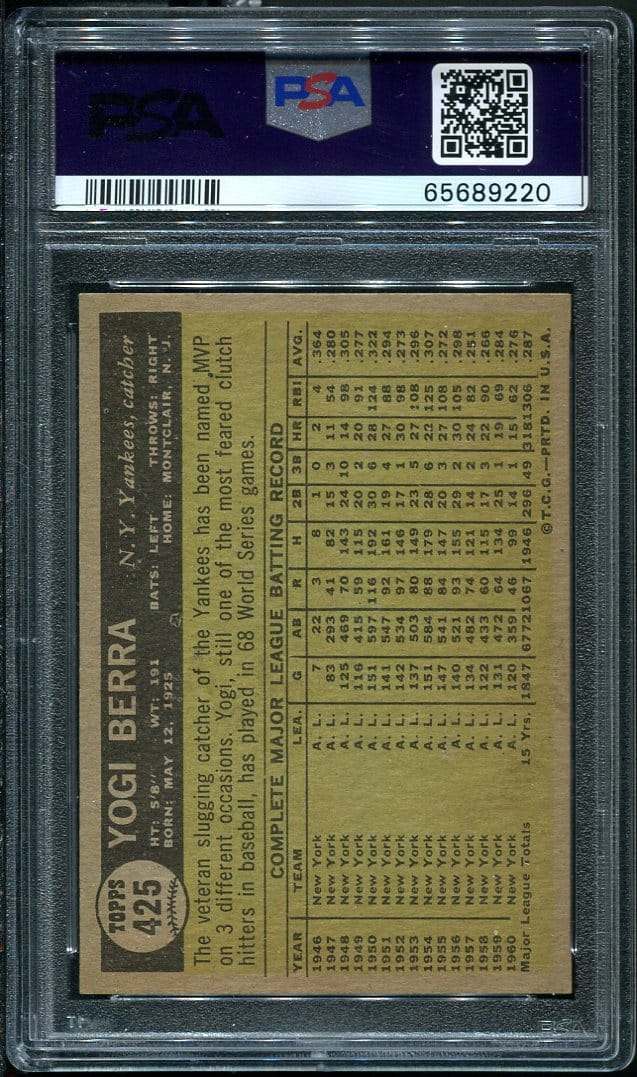 PSA
PSA
65689220
TOPPS
425
YOGI BERRA N. Y. Yankees, catcher
HT: 5'8" WT: 191 BATS: LEFT THROWS: RIGHT
BORN: MAY 12, 1925 HOME: MONTCLAIR, N. J.
The veteran slugging catcher of the Yankees has been named MVP
on 3 different occasions. Yogi, still one of the most feared clutch
hitters in baseball, has played in 68 World Series games.
COMPLETE MAJOR LEAGUE BATTING RECORD
YEAR TEAM LEA. G AB R H 2B 3B HR RBI AVG.
1946 New York A. L. 7 22 3 8 1 0 2 4 .364
1947 New York A. L. 83 293 41 82 15 3 11 54 .280
1948 New York A. L. 125 469 70 143 24 10 14 98 .305
1949 New York A. L. 116 415 59 115 20 2 20 91 .277
1950 New York A. L. 151 597 116 192 30 6 28 124 .322
1951 New York A. L. 141 547 92 161 19 4 27 88 .294
1952 New York A. L. 142 534 97 146 17 1 30 98 .273
1953 New York A. L. 137 503 80 149 23 5 27 108 .296
1954 New York A. L. 151 584 88 179 28 6 22 125 .307
1955 New York A. L. 147 541 84 147 20 3 27 108 .272
1956 New York A. L. 140 521 93 155 29 2 30 105 .298
1957 New York A. L. 134 482 74 121 14 2 24 82 .251
1958 New York A. L. 122 433 60 115 17 3 22 90 .266
1959 New York A. L. 131 472 64 134 25 1 19 69 .284
1960 New York A. L. 120 359 46 99 14 1 15 62 .276
Major League Totals 15 Yrs. 1847 6772 1067 1946 296 49 318 1306 .287
© T.C.G.—PRTD. IN U.S.A.
PSA